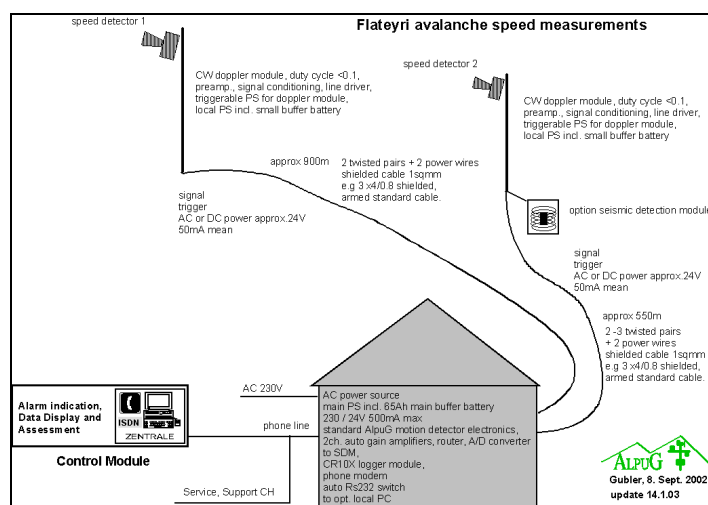 Flateyri avalanche speed measurements
speed detector 1
CW doppler module, duty cycle <0.1,
preamp., signal conditioning, line driver,
triggerable PS for doppler module,
local PS incl. small buffer battery
speed detector 2
CW doppler module, duty cycle <0.1,
preamp., signal conditioning, line driver,
triggerable PS for doppler module,
local PS incl. small buffer battery
approx 900m
2 twisted pairs + 2 power wires
shielded cable 1sqmm
e.g 3 x4/0.8 shielded,
armed standard cable.
signal
trigger
AC or DC power approx.24V
50mA mean
option seismic detection module
signal
trigger
AC or DC power approx.24V
50mA mean
approx 550m
2 -3 twisted pairs
+ 2 power wires
shielded cable 1sqmm
e.g 3 x4/0.8 shielded,
armed standard cable.
AC 230V
AC power source
main PS incl. 65Ah main buffer battery
230 / 24V 500mA max
standard AlpuG motion detector electronics,
2ch. auto gain amplifiers, router, A/D converter
to SDM,
CR10X logger module,
phone modem
auto Rs232 switch
to opt. local PC
Alarm indication,
Data Display and
Assessment
ISDN
ZENTRALE
phone line
Control Module
Service, Support CH
ALPUG
Gubler, 8. Sept. 2002
update 14.1.03